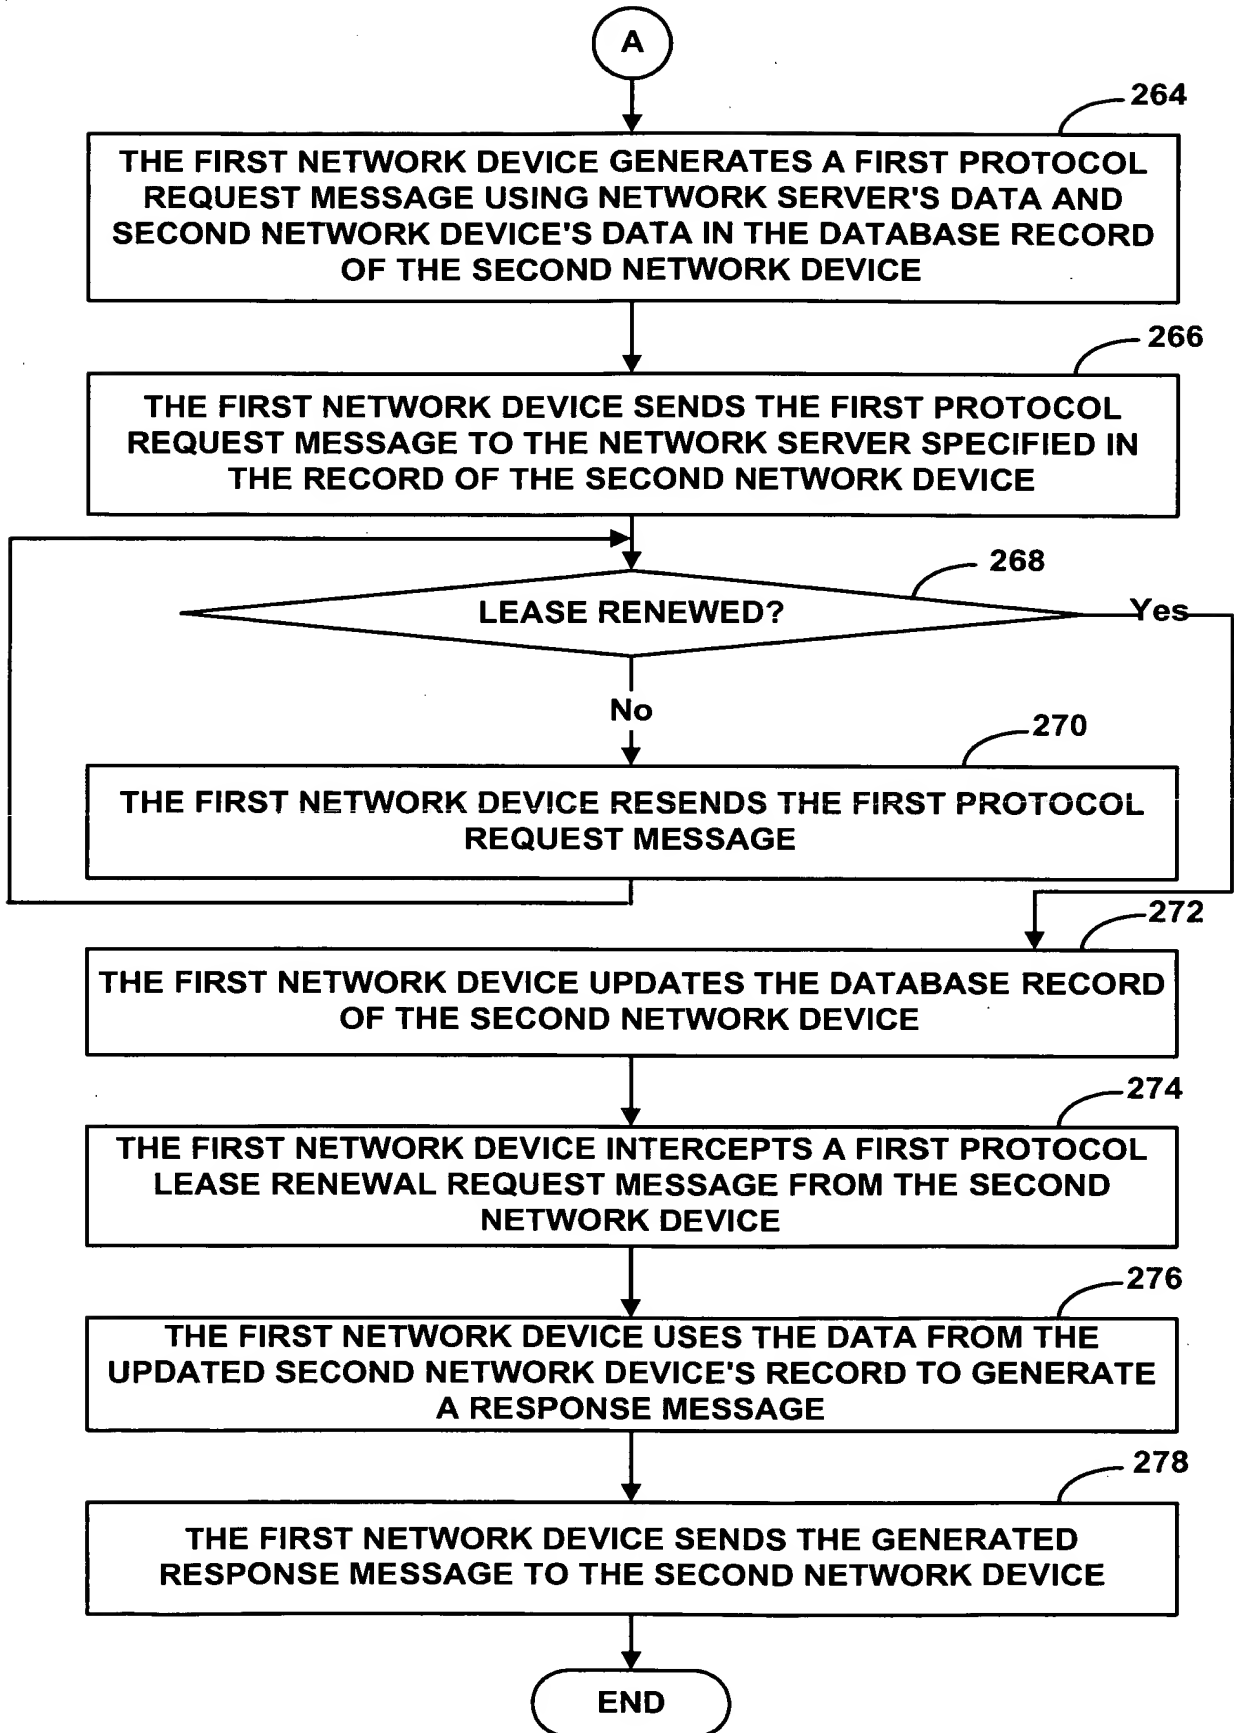 A
264
THE FIRST NETWORK DEVICE GENERATES A FIRST PROTOCOL
REQUEST MESSAGE USING NETWORK SERVER'S DATA AND
SECOND NETWORK DEVICE'S DATA IN THE DATABASE RECORD
OF THE SECOND NETWORK DEVICE
266
THE FIRST NETWORK DEVICE SENDS THE FIRST PROTOCOL
REQUEST MESSAGE TO THE NETWORK SERVER SPECIFIED IN
THE RECORD OF THE SECOND NETWORK DEVICE
268
LEASE RENEWED?
Yes
No
270
THE FIRST NETWORK DEVICE RESENDS THE FIRST PROTOCOL
REQUEST MESSAGE
272
THE FIRST NETWORK DEVICE UPDATES THE DATABASE RECORD
OF THE SECOND NETWORK DEVICE
274
THE FIRST NETWORK DEVICE INTERCEPTS A FIRST PROTOCOL
LEASE RENEWAL REQUEST MESSAGE FROM THE SECOND
NETWORK DEVICE
276
THE FIRST NETWORK DEVICE USES THE DATA FROM THE
UPDATED SECOND NETWORK DEVICE'S RECORD TO GENERATE
A RESPONSE MESSAGE
278
THE FIRST NETWORK DEVICE SENDS THE GENERATED
RESPONSE MESSAGE TO THE SECOND NETWORK DEVICE
END